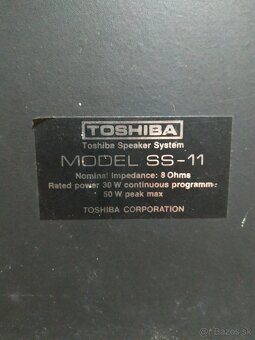 TOSHIBA
Toshiba Speaker System
MODEL SS-11
Nominal Impedance: 8 Ohms
Rated power 30 W continuous programme
50 W peak max
TOSHIBA CORPORATION
© Bazos.sk